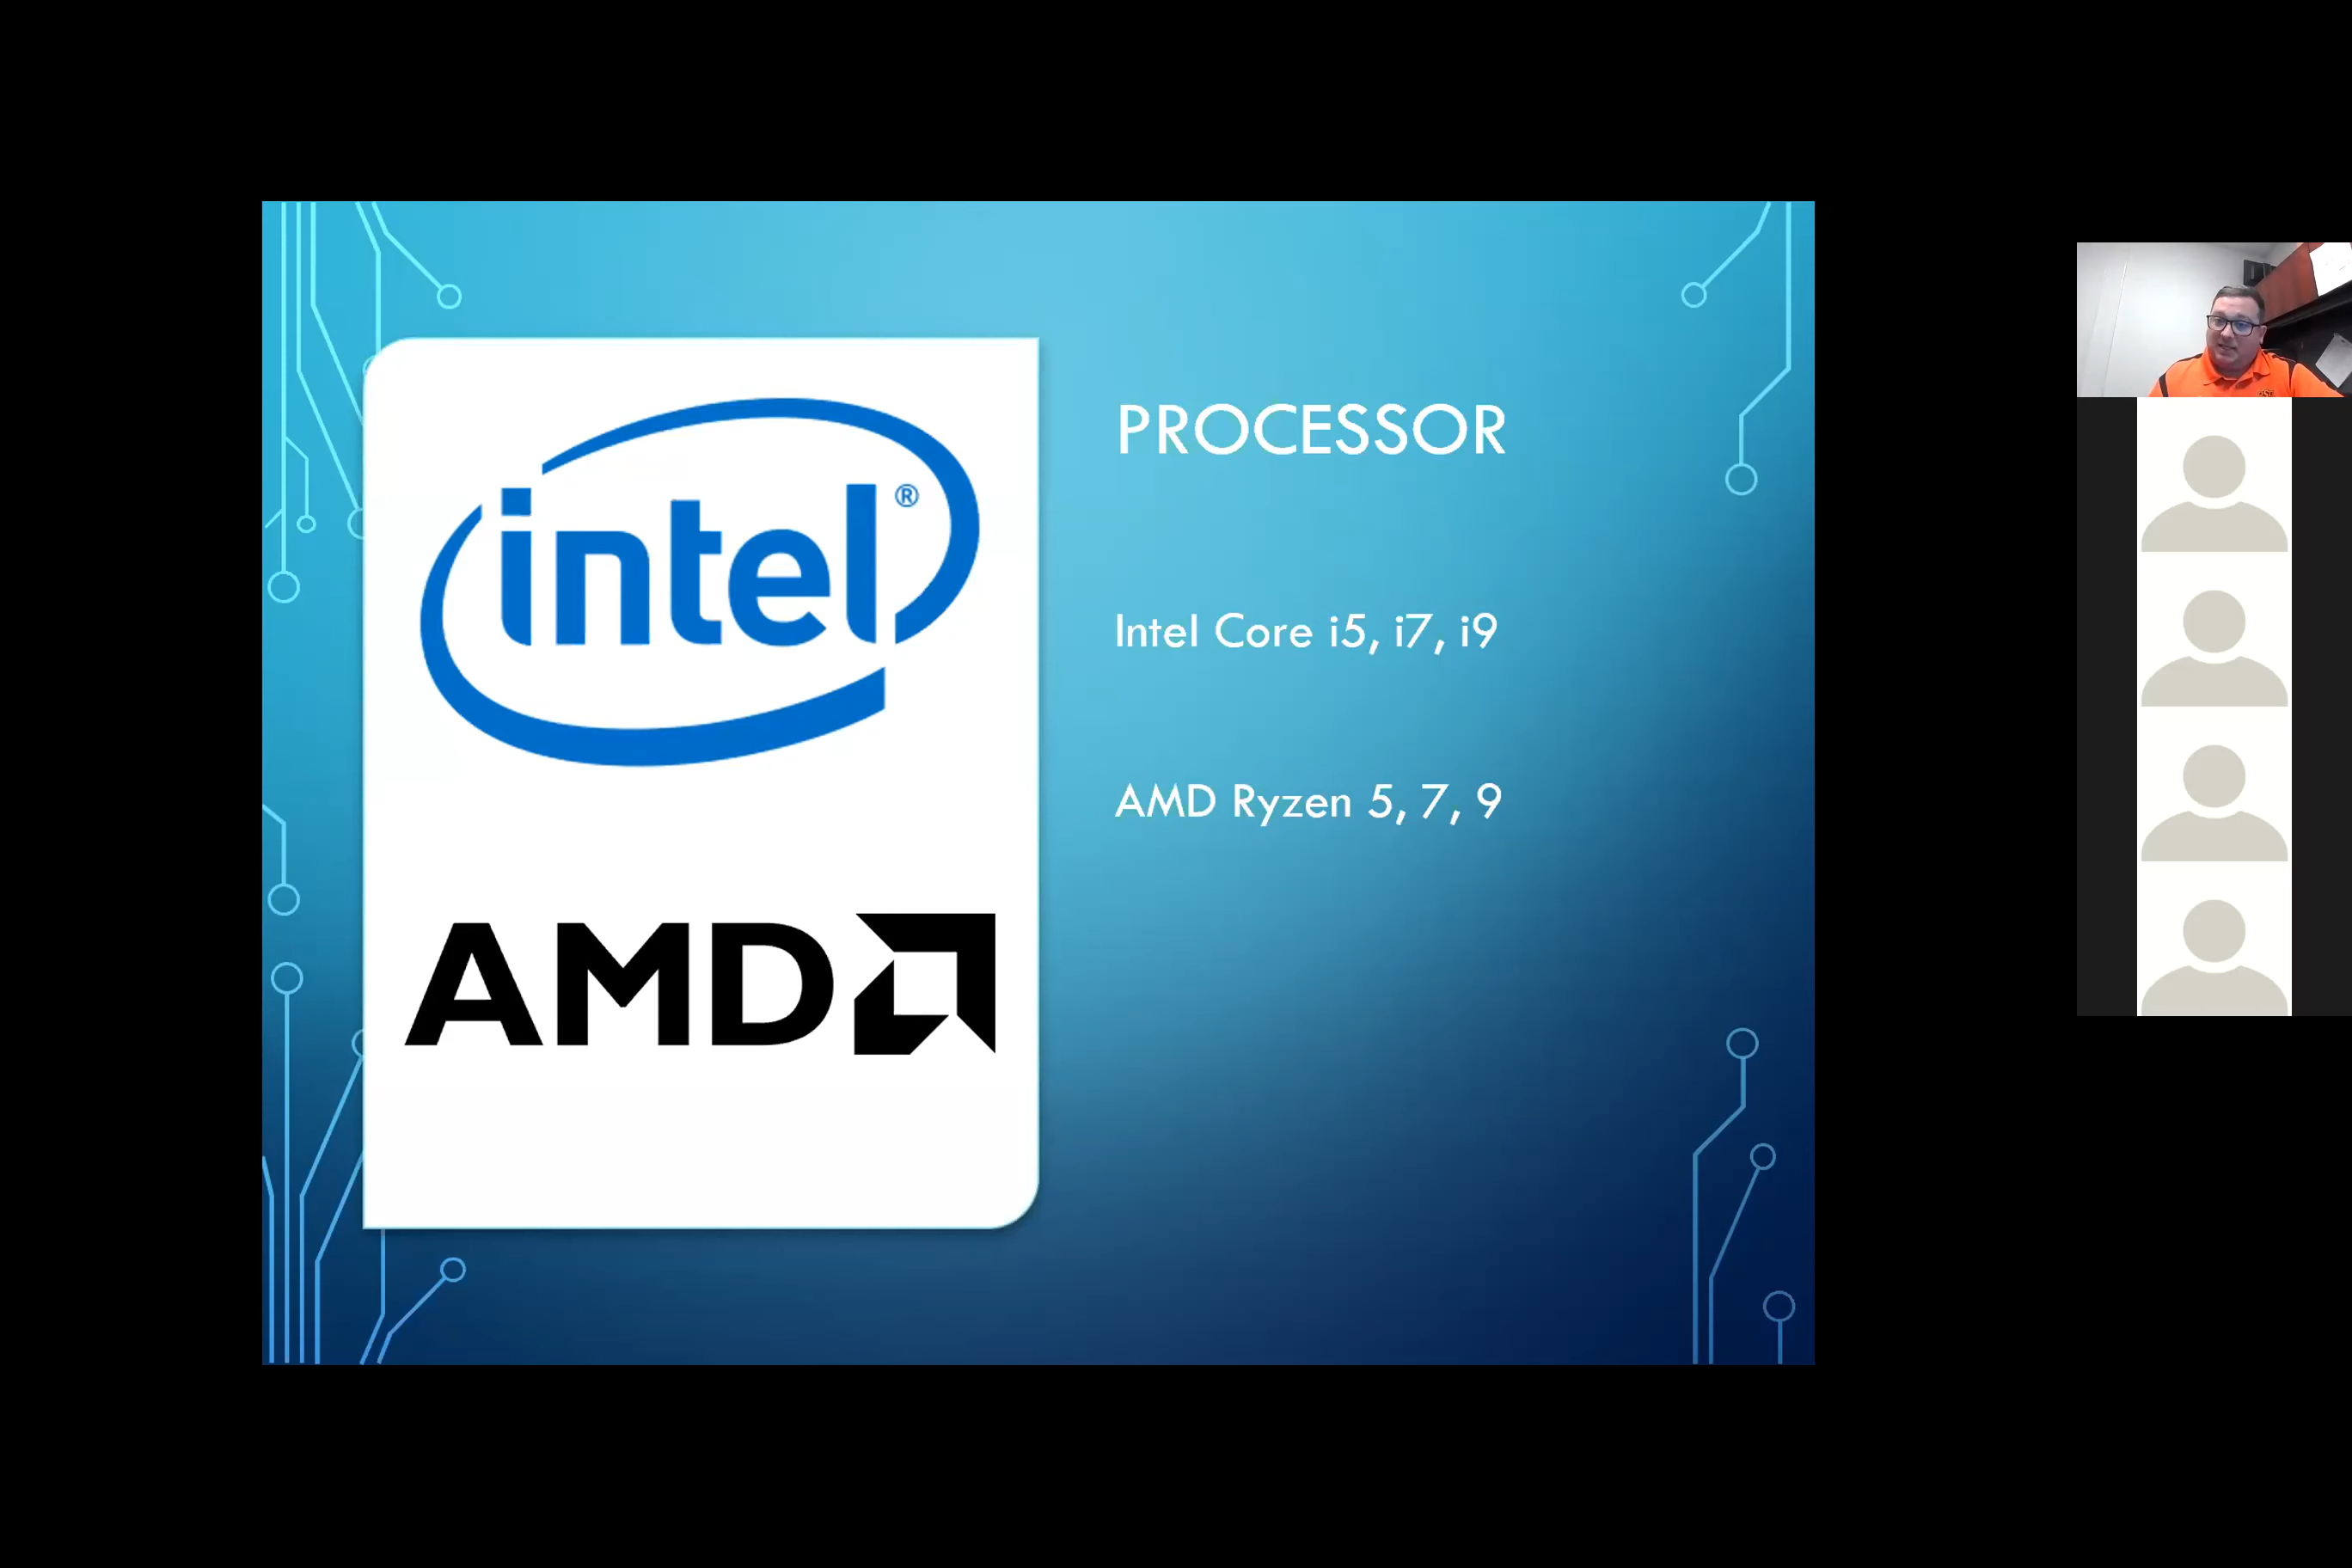 intel®
AMD
PROCESSOR
Intel Core i5, i7, i9
AMD Ryzen 5, 7, 9